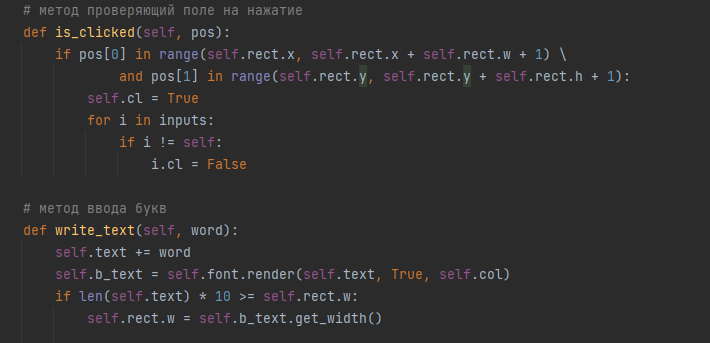 # метод проверяющий поле на нажатие
def is_clicked(self, pos):
    if pos[0] in range(self.rect.x, self.rect.x + self.rect.w + 1) \
            and pos[1] in range(self.rect.y, self.rect.y + self.rect.h + 1):
        self.cl = True
        for i in inputs:
            if i != self:
                i.cl = False
# метод ввода букв
def write_text(self, word):
    self.text += word
    self.b_text = self.font.render(self.text, True, self.col)
    if len(self.text) * 10 >= self.rect.w:
        self.rect.w = self.b_text.get_width()